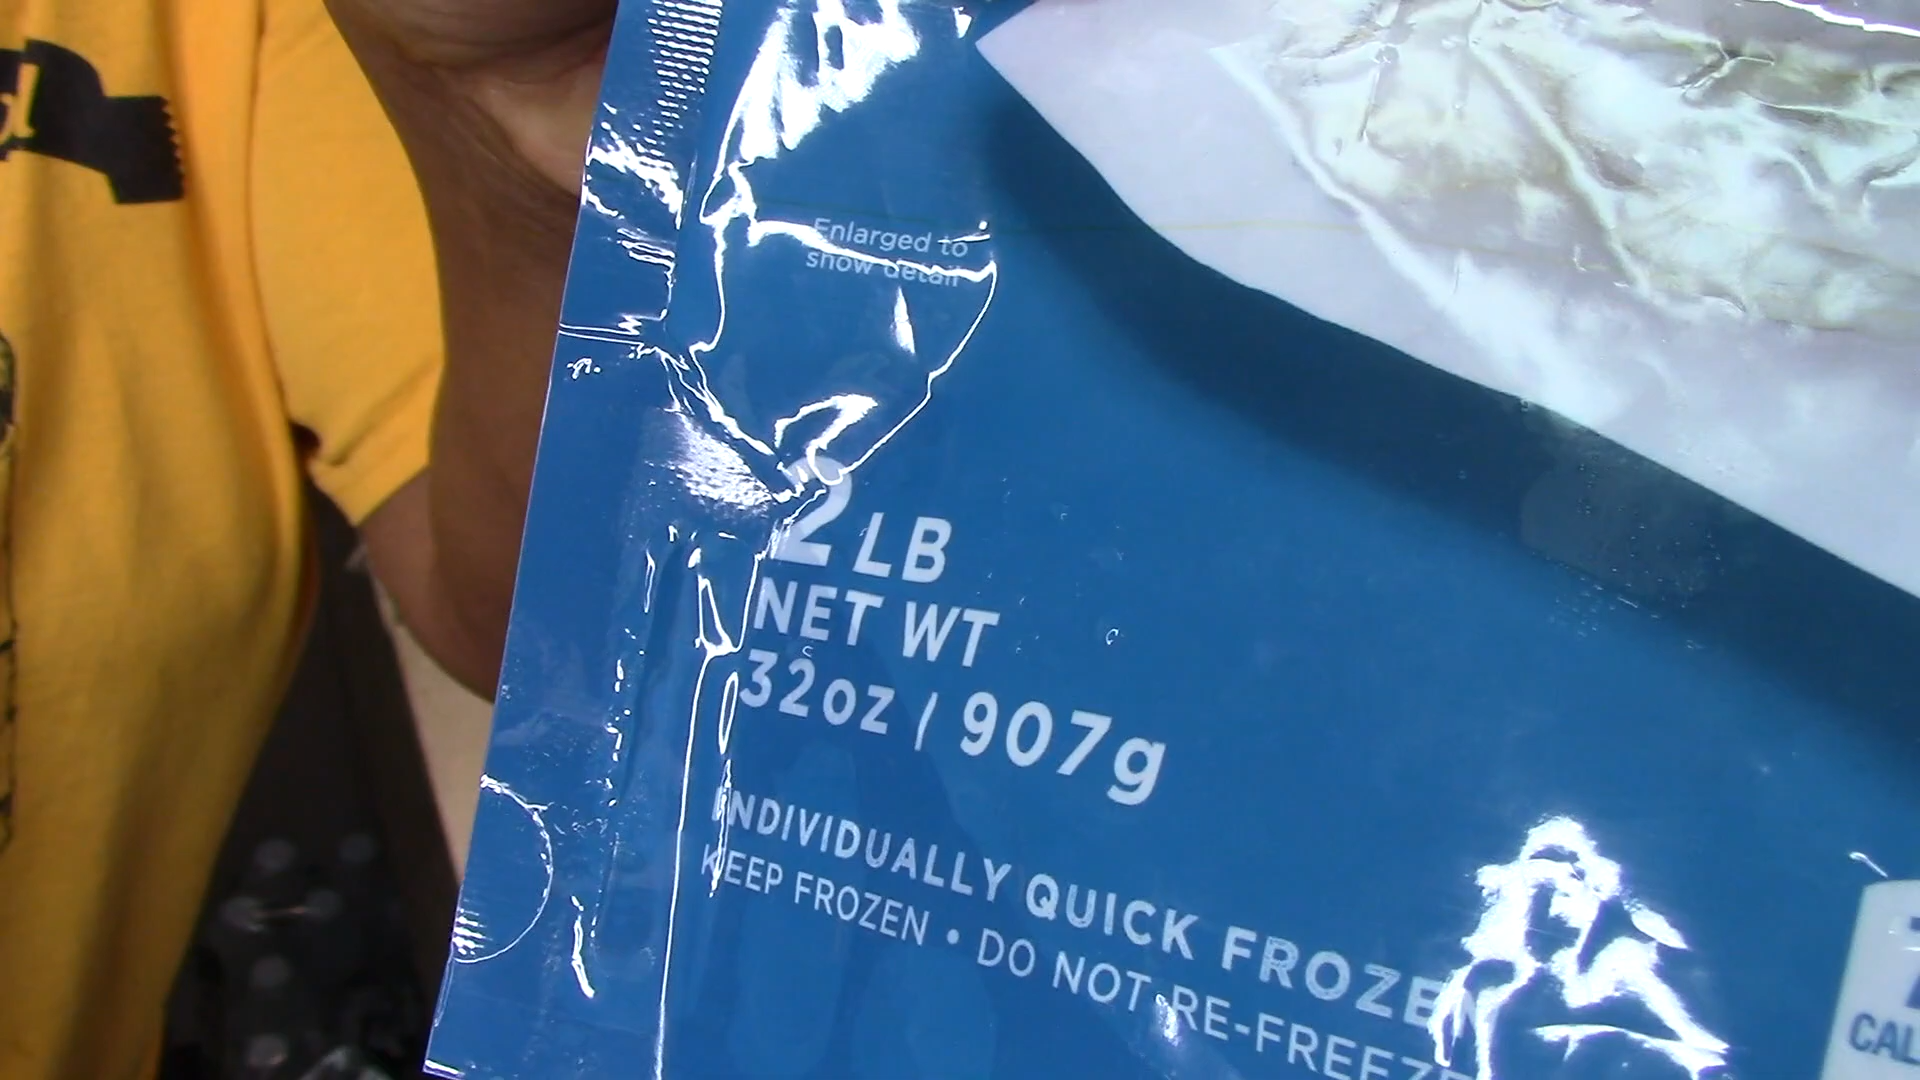 Enlarged to
show detail
2 LB
NET WT
32oz / 907g
INDIVIDUALLY QUICK FROZEN
KEEP FROZEN • DO NOT RE-FREEZE